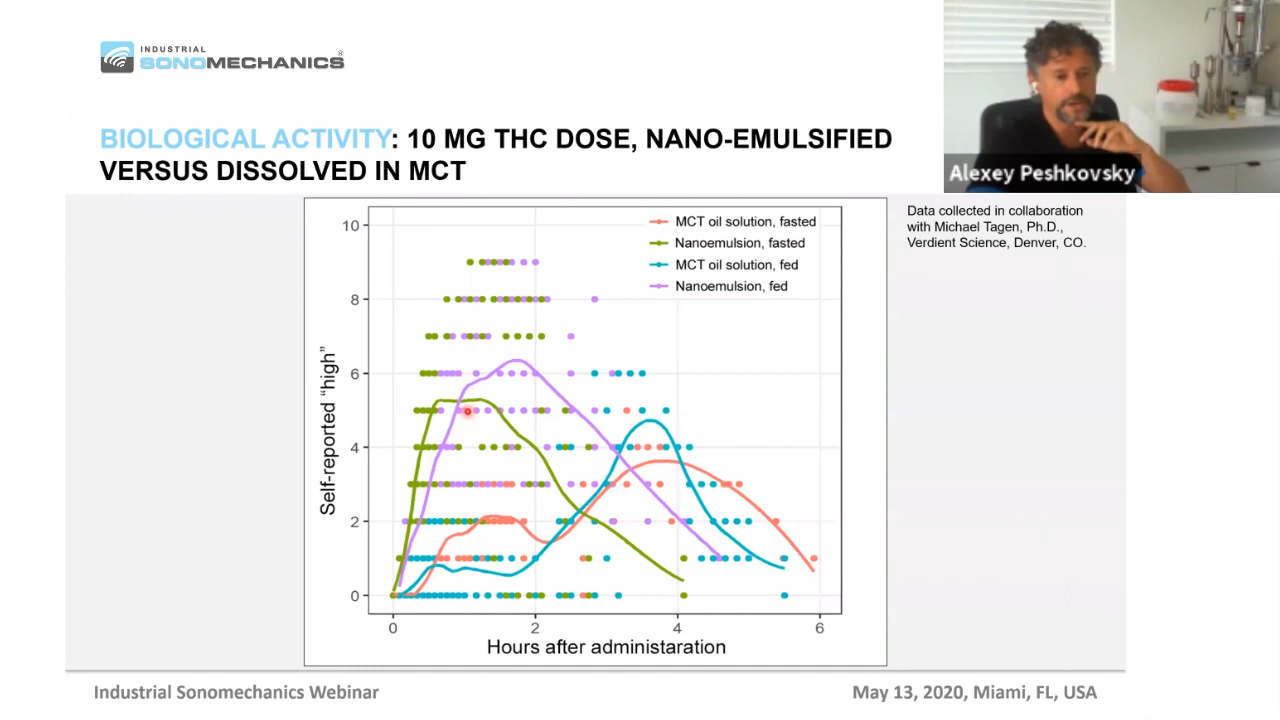 INDUSTRIAL
SONOMECHANICS®
BIOLOGICAL ACTIVITY: 10 MG THC DOSE, NANO-EMULSIFIED
VERSUS DISSOLVED IN MCT
Alexey Peshkovsky
Data collected in collaboration
with Michael Tagen, Ph.D.,
Verdient Science, Denver, CO.
MCT oil solution, fasted
Nanoemulsion, fasted
MCT oil solution, fed
Nanoemulsion, fed
Self-reported “high”
10
8
6
4
2
0
0 2 4 6
Hours after administaration
Industrial Sonomechanics Webinar
May 13, 2020, Miami, FL, USA